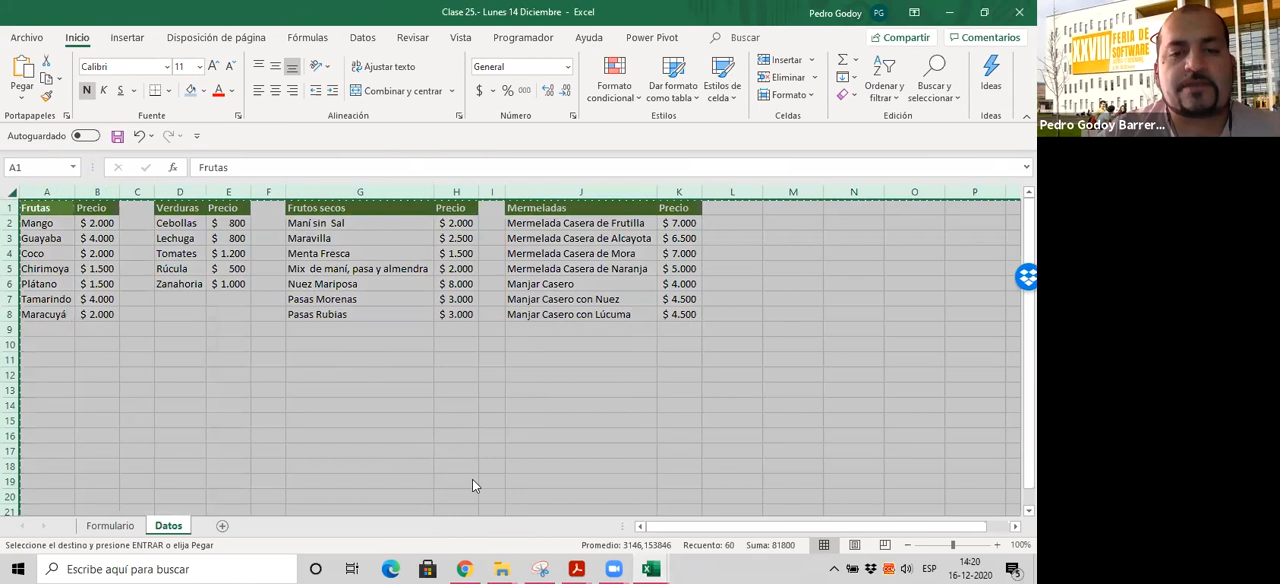 Clase 25.- Lunes 14 Diciembre - Excel
Pedro Godoy PG
Archivo Inicio Insertar Disposición de página Fórmulas Datos Revisar Vista Programador Ayuda Power Pivot Buscar Compartir Comentarios
Pegar
Calibri 11
N K S
Ajustar texto
Combinar y centrar
General
$ % 000
Formato condicional
Dar formato como tabla
Estilos de celda
Insertar
Eliminar
Formato
Ordenar y filtrar
Buscar y seleccionar
Ideas
Portapapeles Fuente Alineación Número Estilos Celdas Edición Ideas
Autoguardado
A1 fx Frutas
A B C D E F G H I J K L M N O P
1 Frutas Precio Verduras Precio Frutos secos Precio Mermeladas Precio
2 Mango $ 2.000 Cebollas $ 800 Maní sin Sal $ 2.000 Mermelada Casera de Frutilla $ 7.000
3 Guayaba $ 4.000 Lechuga $ 800 Maravilla $ 2.500 Mermelada Casera de Alcayota $ 6.500
4 Coco $ 2.000 Tomates $ 1.200 Menta Fresca $ 1.500 Mermelada Casera de Mora $ 7.000
5 Chirimoya $ 1.500 Rúcula $ 500 Mix de maní, pasa y almendra $ 2.000 Mermelada Casera de Naranja $ 5.000
6 Plátano $ 1.500 Zanahoria $ 1.000 Nuez Mariposa $ 8.000 Manjar Casero $ 4.000
7 Tamarindo $ 4.000 Pasas Morenas $ 3.000 Manjar Casero con Nuez $ 4.500
8 Maracuyá $ 2.000 Pasas Rubias $ 3.000 Manjar Casero con Lúcuma $ 4.500
9
10
11
12
13
14
15
16
17
18
19
20
21
Formulario Datos
Seleccione el destino y presione ENTRAR o elija Pegar Promedio: 3146,153846 Recuento: 60 Suma: 81800 100%
Escribe aquí para buscar
ESP
14:20
16-12-2020
5
XXVIII FERIA DE
SOFTWARE
Pedro Godoy Barrer...